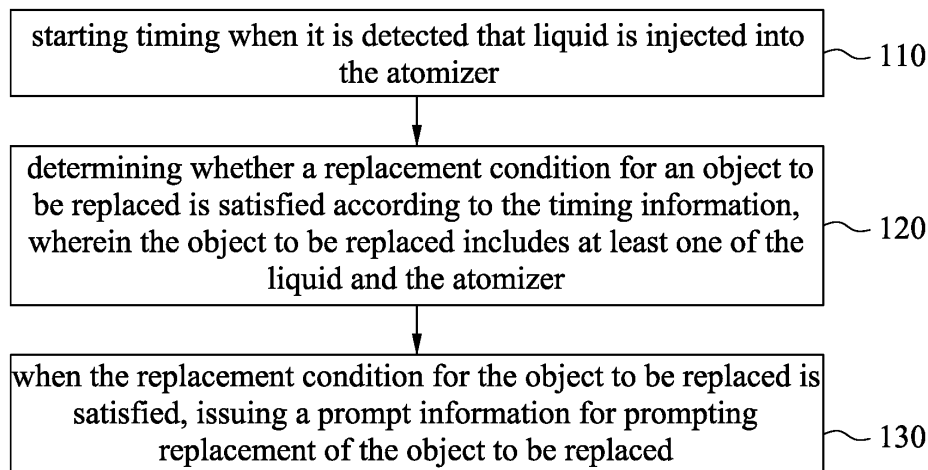 starting timing when it is detected that liquid is injected into
the atomizer
110
determining whether a replacement condition for an object to
be replaced is satisfied according to the timing information,
wherein the object to be replaced includes at least one of the
liquid and the atomizer
120
when the replacement condition for the object to be replaced is
satisfied, issuing a prompt information for prompting
replacement of the object to be replaced
130